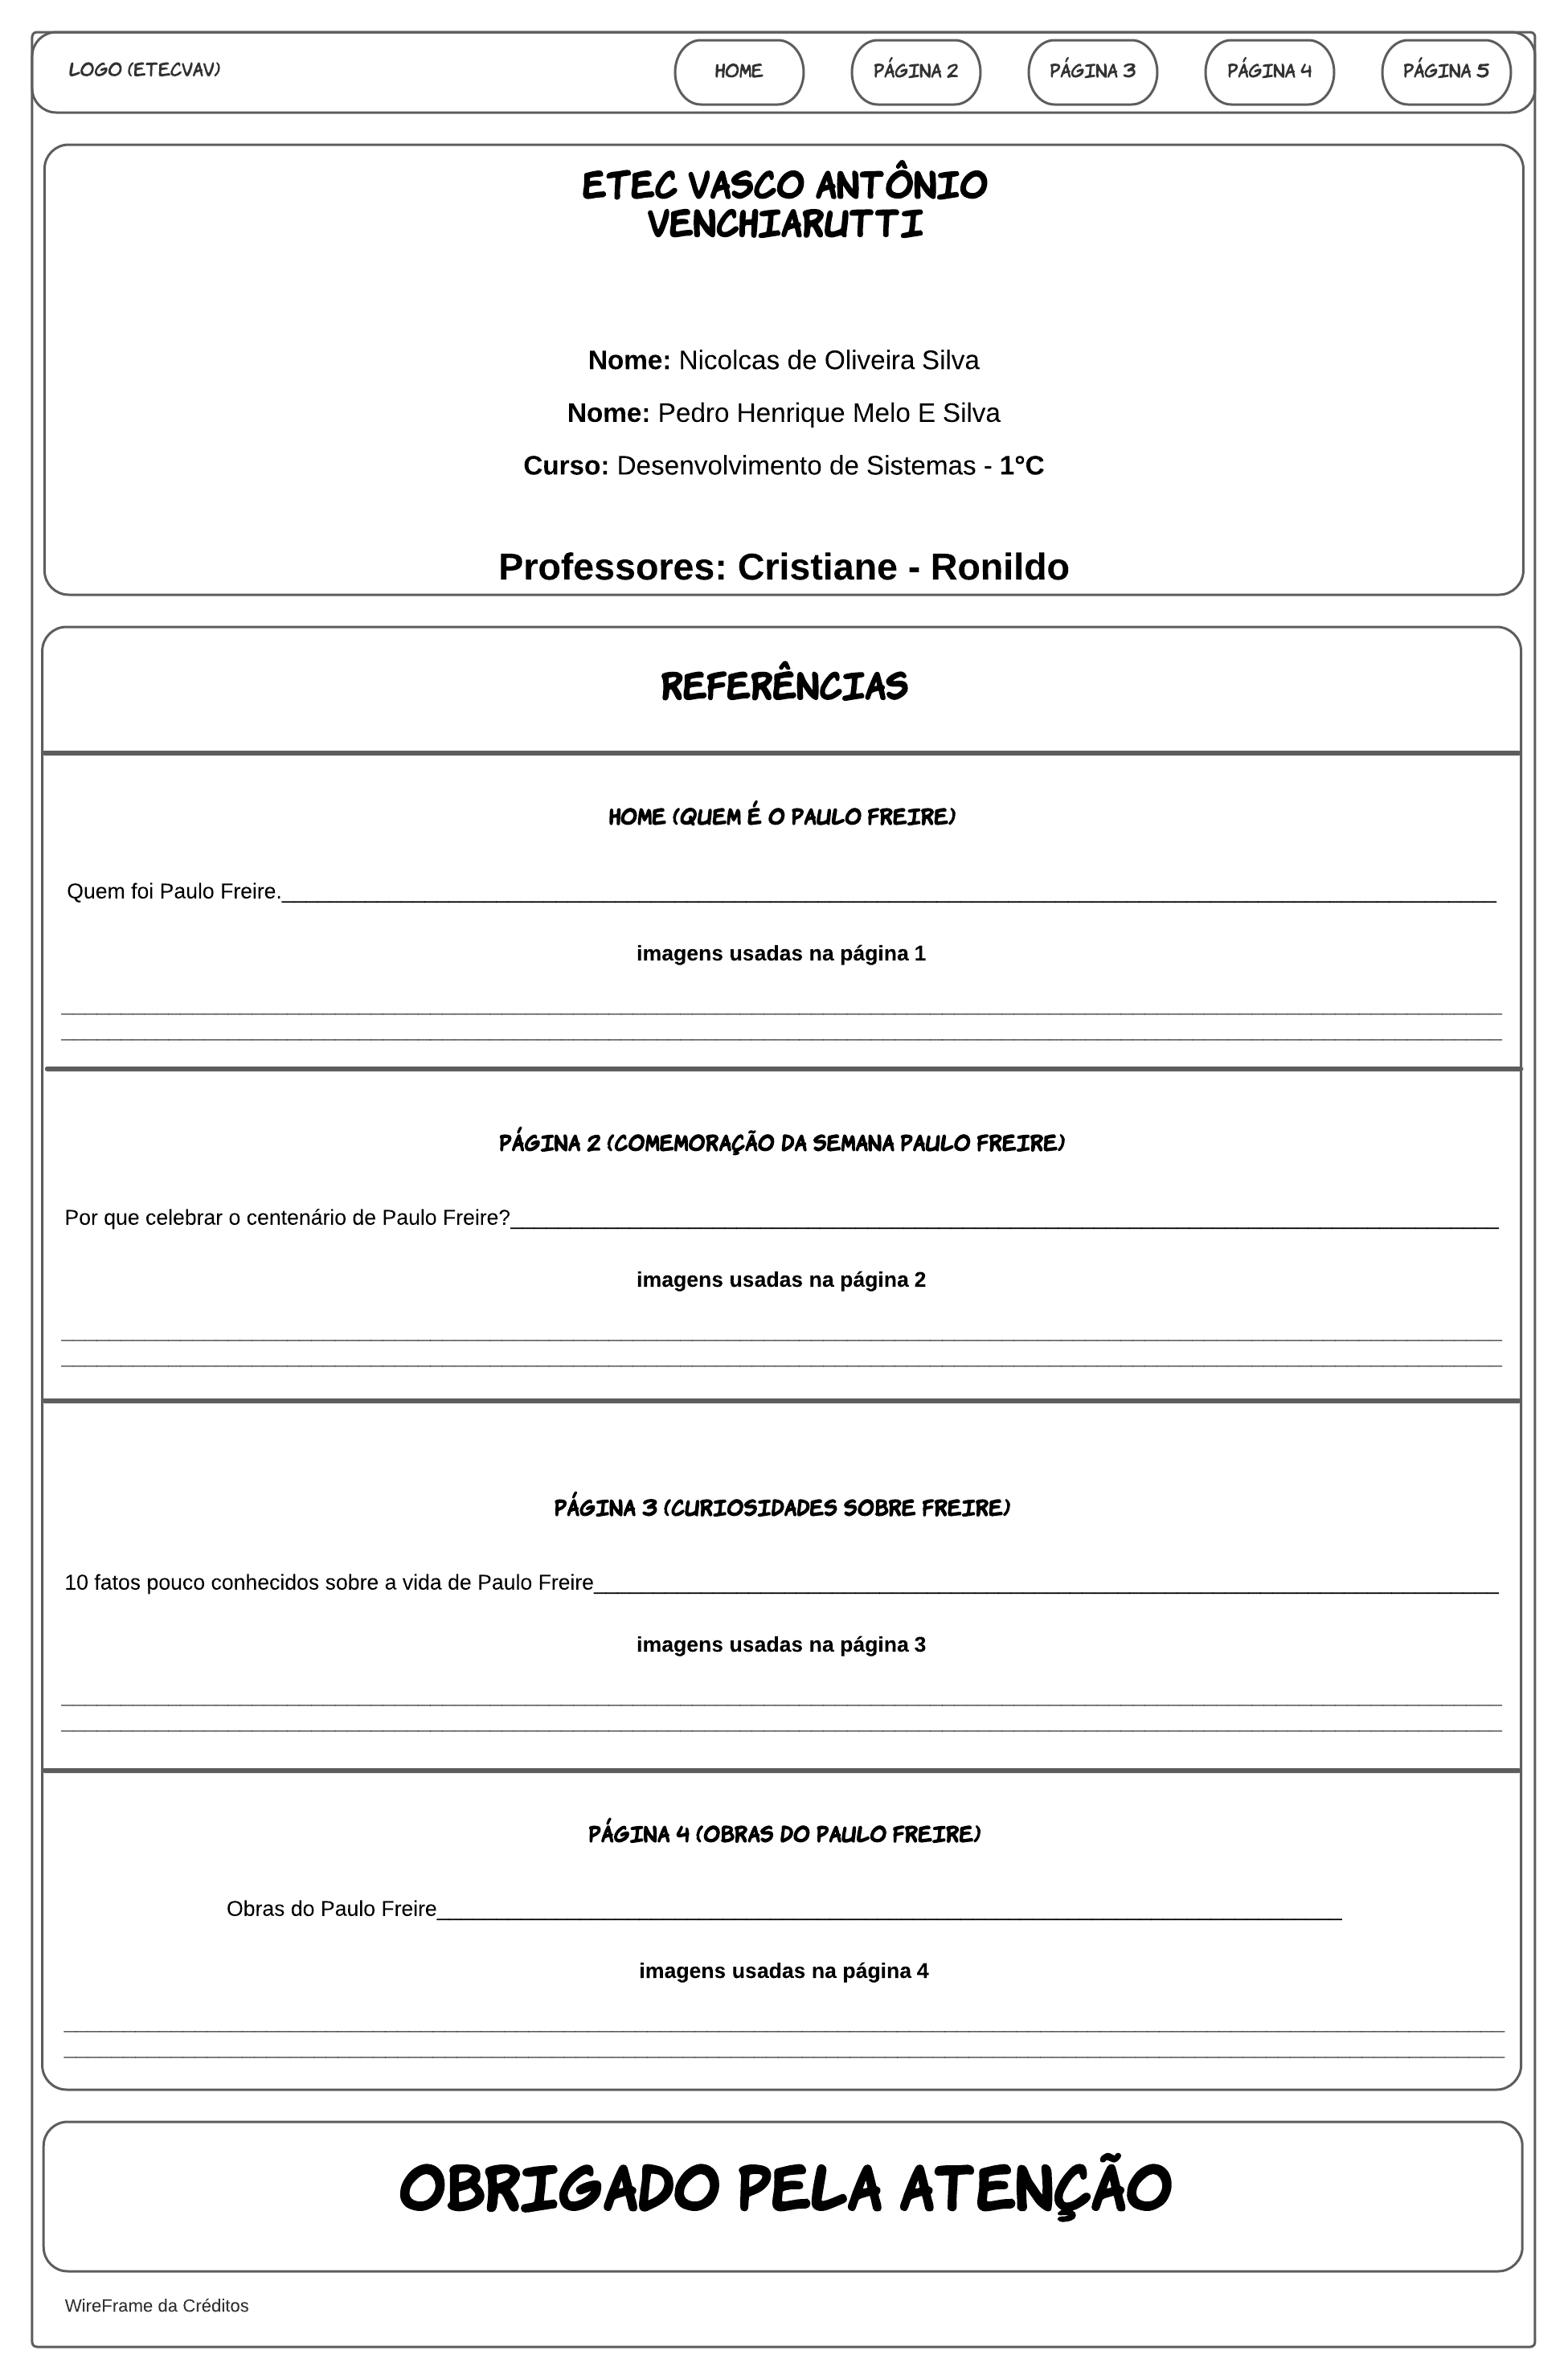 LOGO (ETECVAV)
HOME
PÁGINA 2
PÁGINA 3
PÁGINA 4
PÁGINA 5
ETEC VASCO ANTÔNIO
VENCHIARUTTI
Nome: Nicolcas de Oliveira Silva
Nome: Pedro Henrique Melo E Silva
Curso: Desenvolvimento de Sistemas - 1°C
Professores: Cristiane - Ronildo
REFERÊNCIAS
HOME (QUEM É O PAULO FREIRE)
Quem foi Paulo Freire.
imagens usadas na página 1
PÁGINA 2 (COMEMORAÇÃO DA SEMANA PAULO FREIRE)
Por que celebrar o centenário de Paulo Freire?
imagens usadas na página 2
PÁGINA 3 (CURIOSIDADES SOBRE FREIRE)
10 fatos pouco conhecidos sobre a vida de Paulo Freire
imagens usadas na página 3
PÁGINA 4 (OBRAS DO PAULO FREIRE)
Obras do Paulo Freire
imagens usadas na página 4
OBRIGADO PELA ATENÇÃO
WireFrame da Créditos